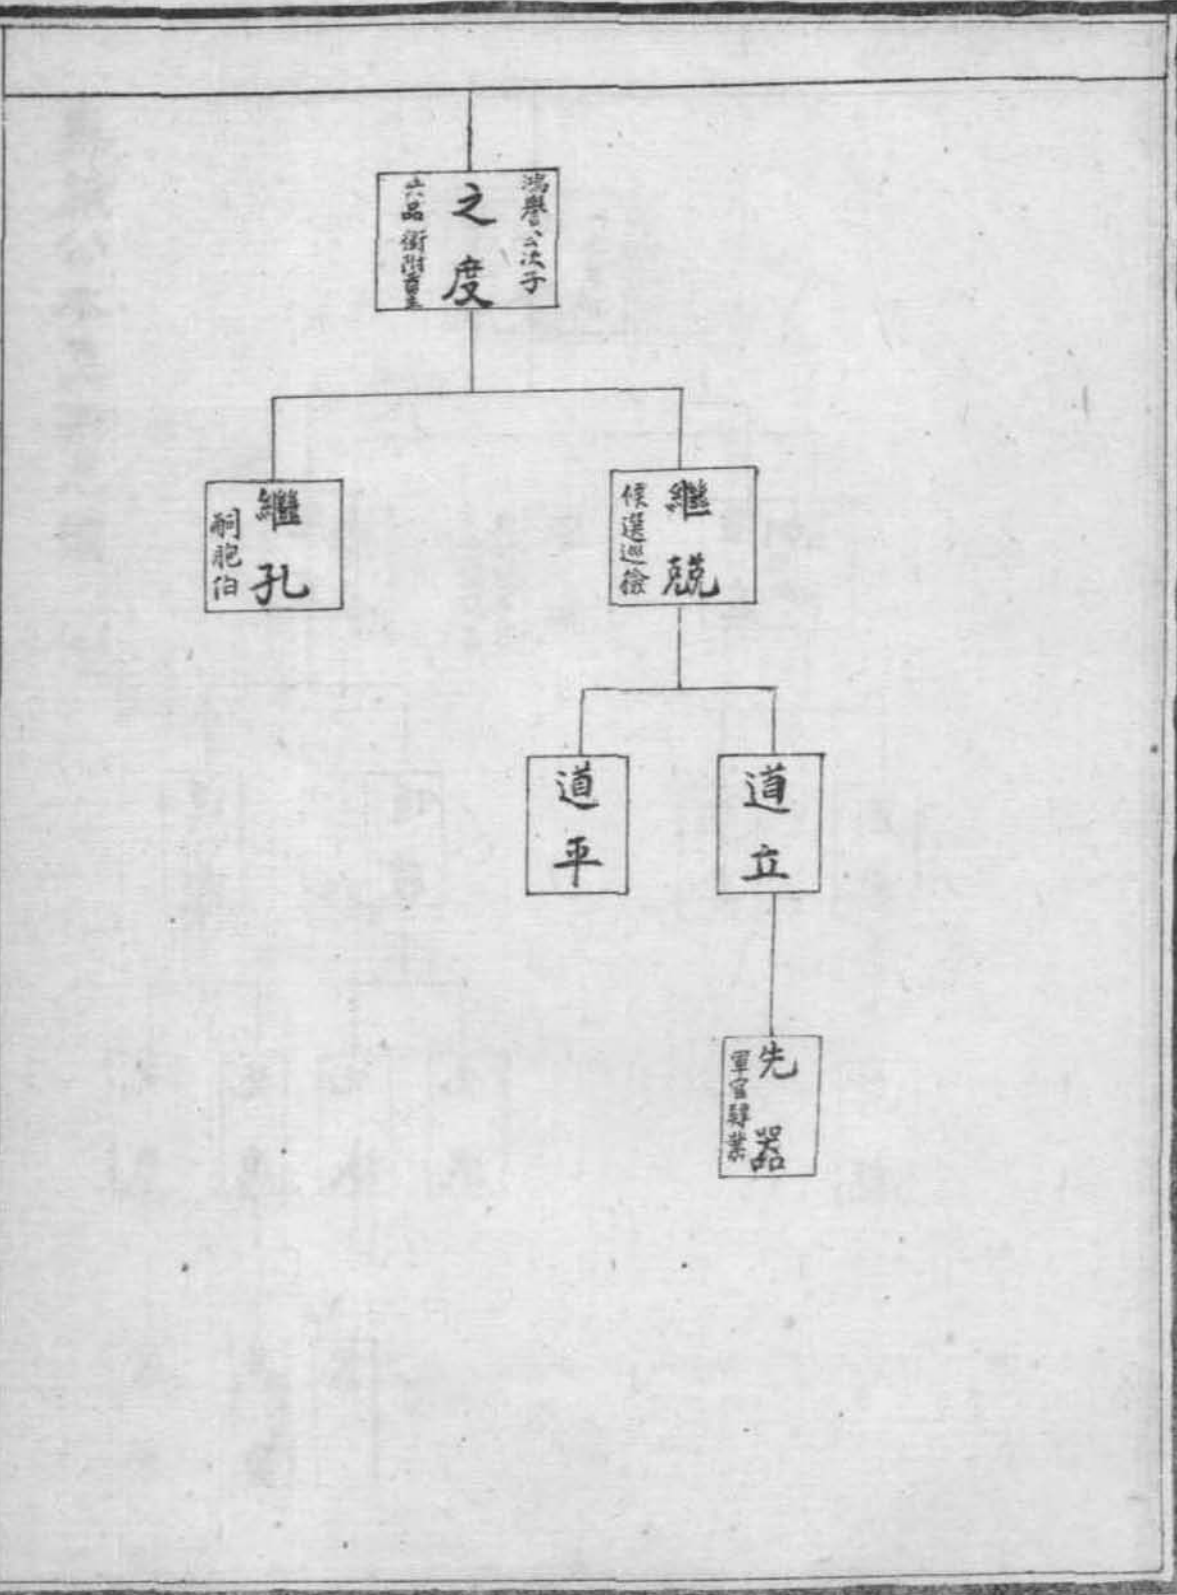 鴻譽公次子
之度
六品銜附貢生
繼兢
候選巡檢
繼孔
嗣胞伯
道立
道平
先器
軍官肄業